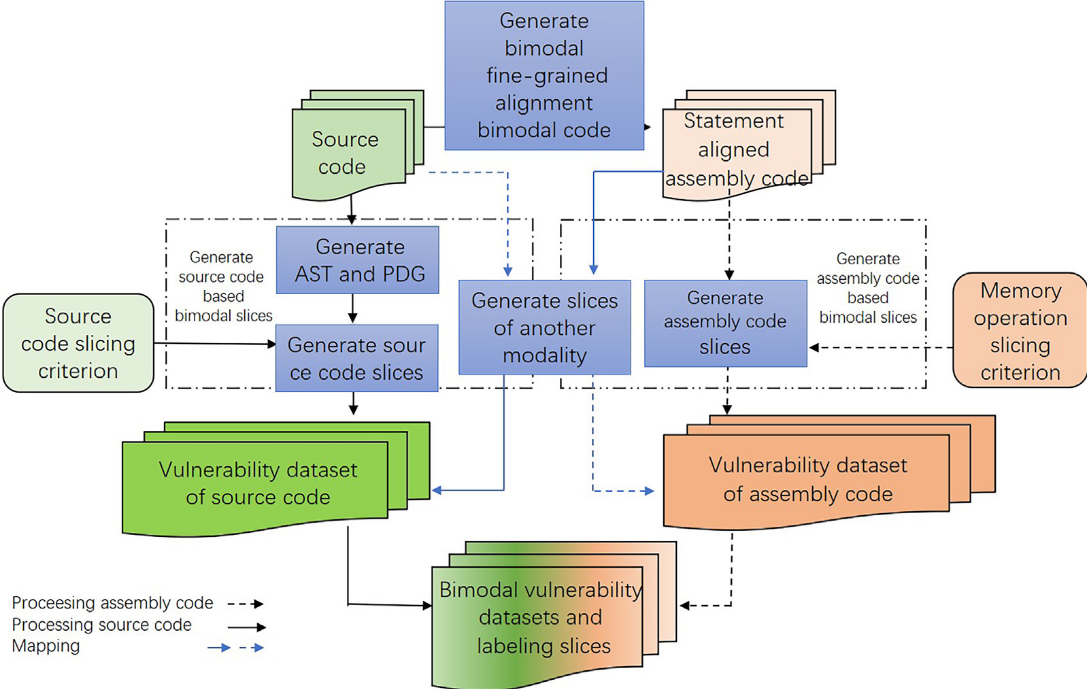 Generate
bimodal
fine-grained
alignment
bimodal code
Source
code
Statement
aligned
assembly code
Generate
source code
based
bimodal slices
Generate
AST and PDG
Generate sour
ce code slices
Generate slices
of another
modality
Generate
assembly code
slices
Generate
assembly code
based
bimodal slices
Source
code slicing
criterion
Memory
operation
slicing
criterion
Vulnerability dataset
of source code
Vulnerability dataset
of assembly code
Bimodal vulnerability
datasets and
labeling slices
Proceesing assembly code
Processing source code
Mapping